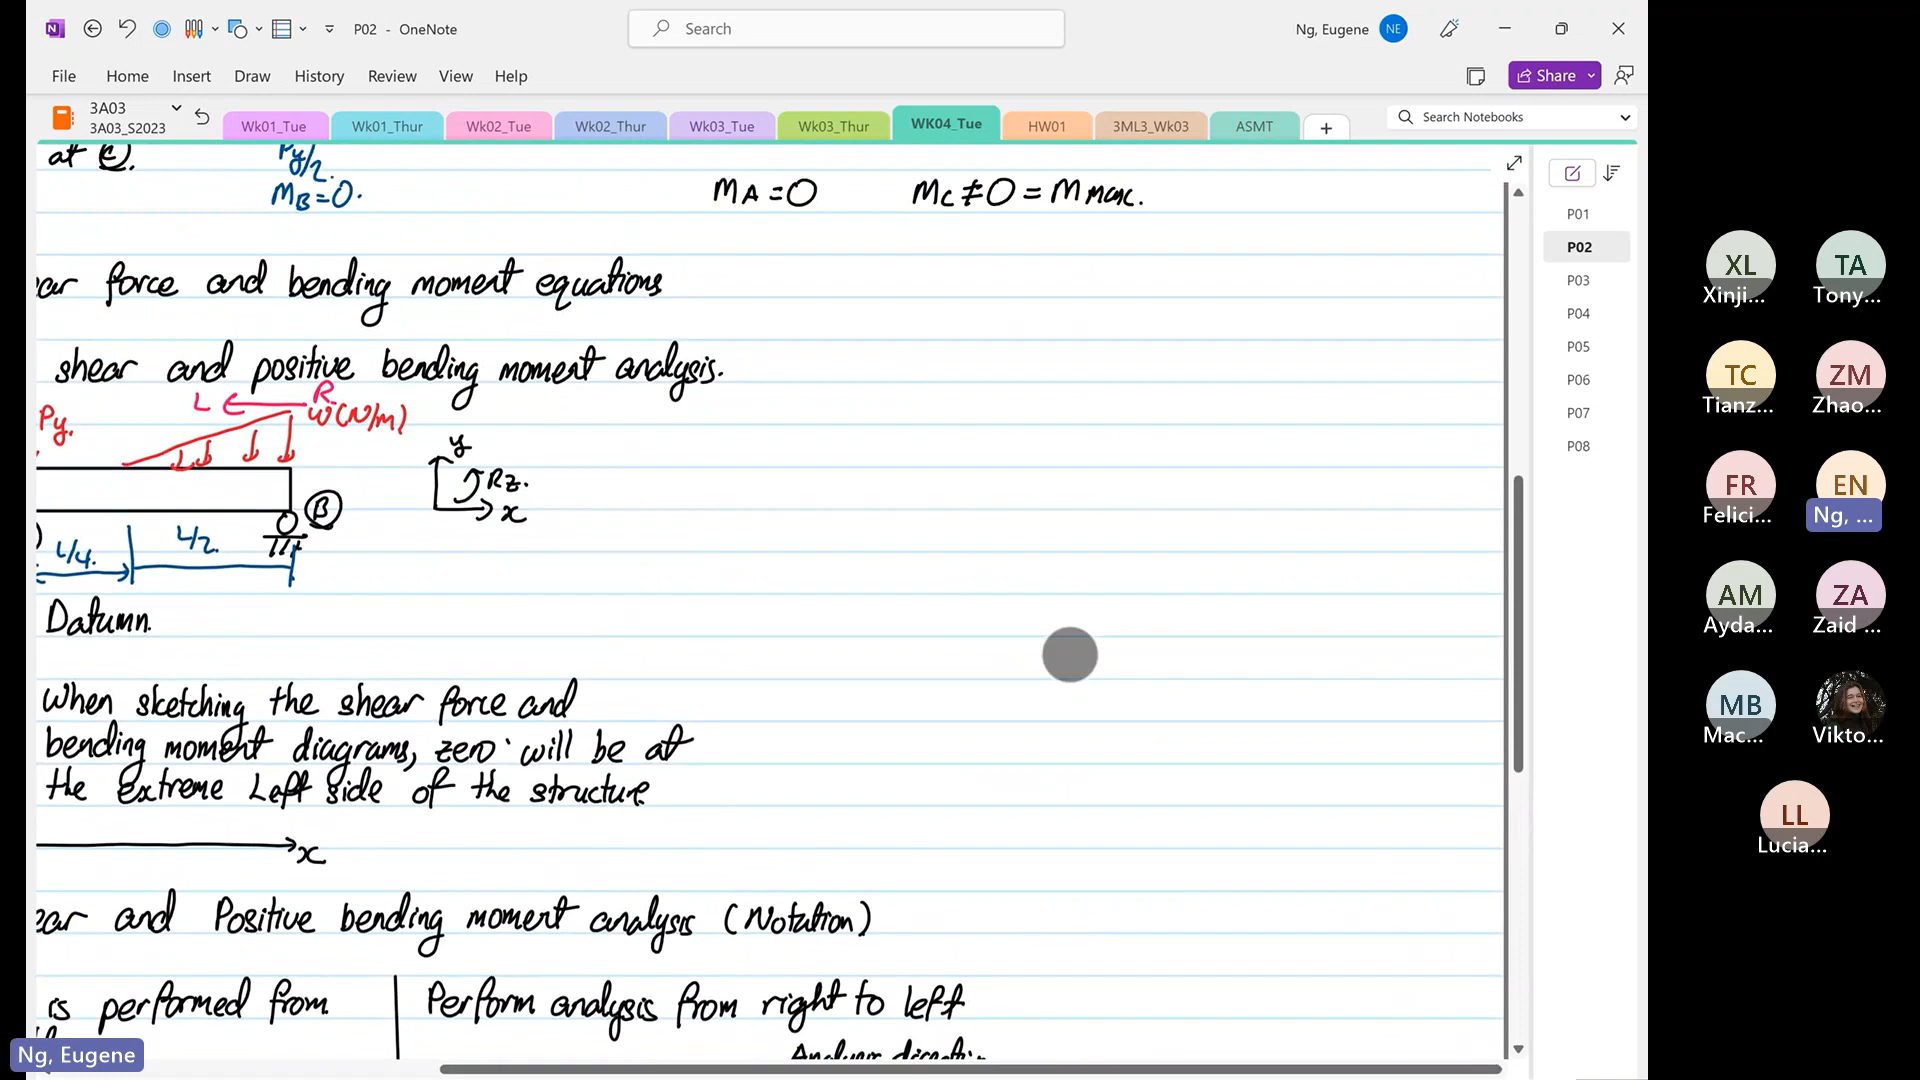 P02 - OneNote
Search
Ng, Eugene
NE
File
Home
Insert
Draw
History
Review
View
Help
Share
3A03
3A03_S2023
Wk01_Tue
Wk01_Thur
Wk02_Tue
Wk02_Thur
Wk03_Tue
Wk03_Thur
WK04_Tue
HW01
3ML3_Wk03
ASMT
+
Search Notebooks
P01
P02
P03
P04
P05
P06
P07
P08
at C.
Py/2.
MB=0.
MA=0
MC≠0=Mmax.
ear force and bending moment equations
shear and positive bending moment analysis.
L
R
Py.
w(N/m)
y
Rz.
x
B
L/4.
L/2.
Datumn.
When sketching the shear force and
bending moment diagrams, zero will be at
the extreme Left side of the structure
x
ear and Positive bending moment analysis (Notation)
is performed from
Perform analysis from right to left
Ng, Eugene
XL
Xinji...
TA
Tony...
TC
Tianz...
ZM
Zhao...
FR
Felici...
EN
Ng, ...
AM
Ayda...
ZA
Zaid ...
MB
Mac...
Vikto...
LL
Lucia...